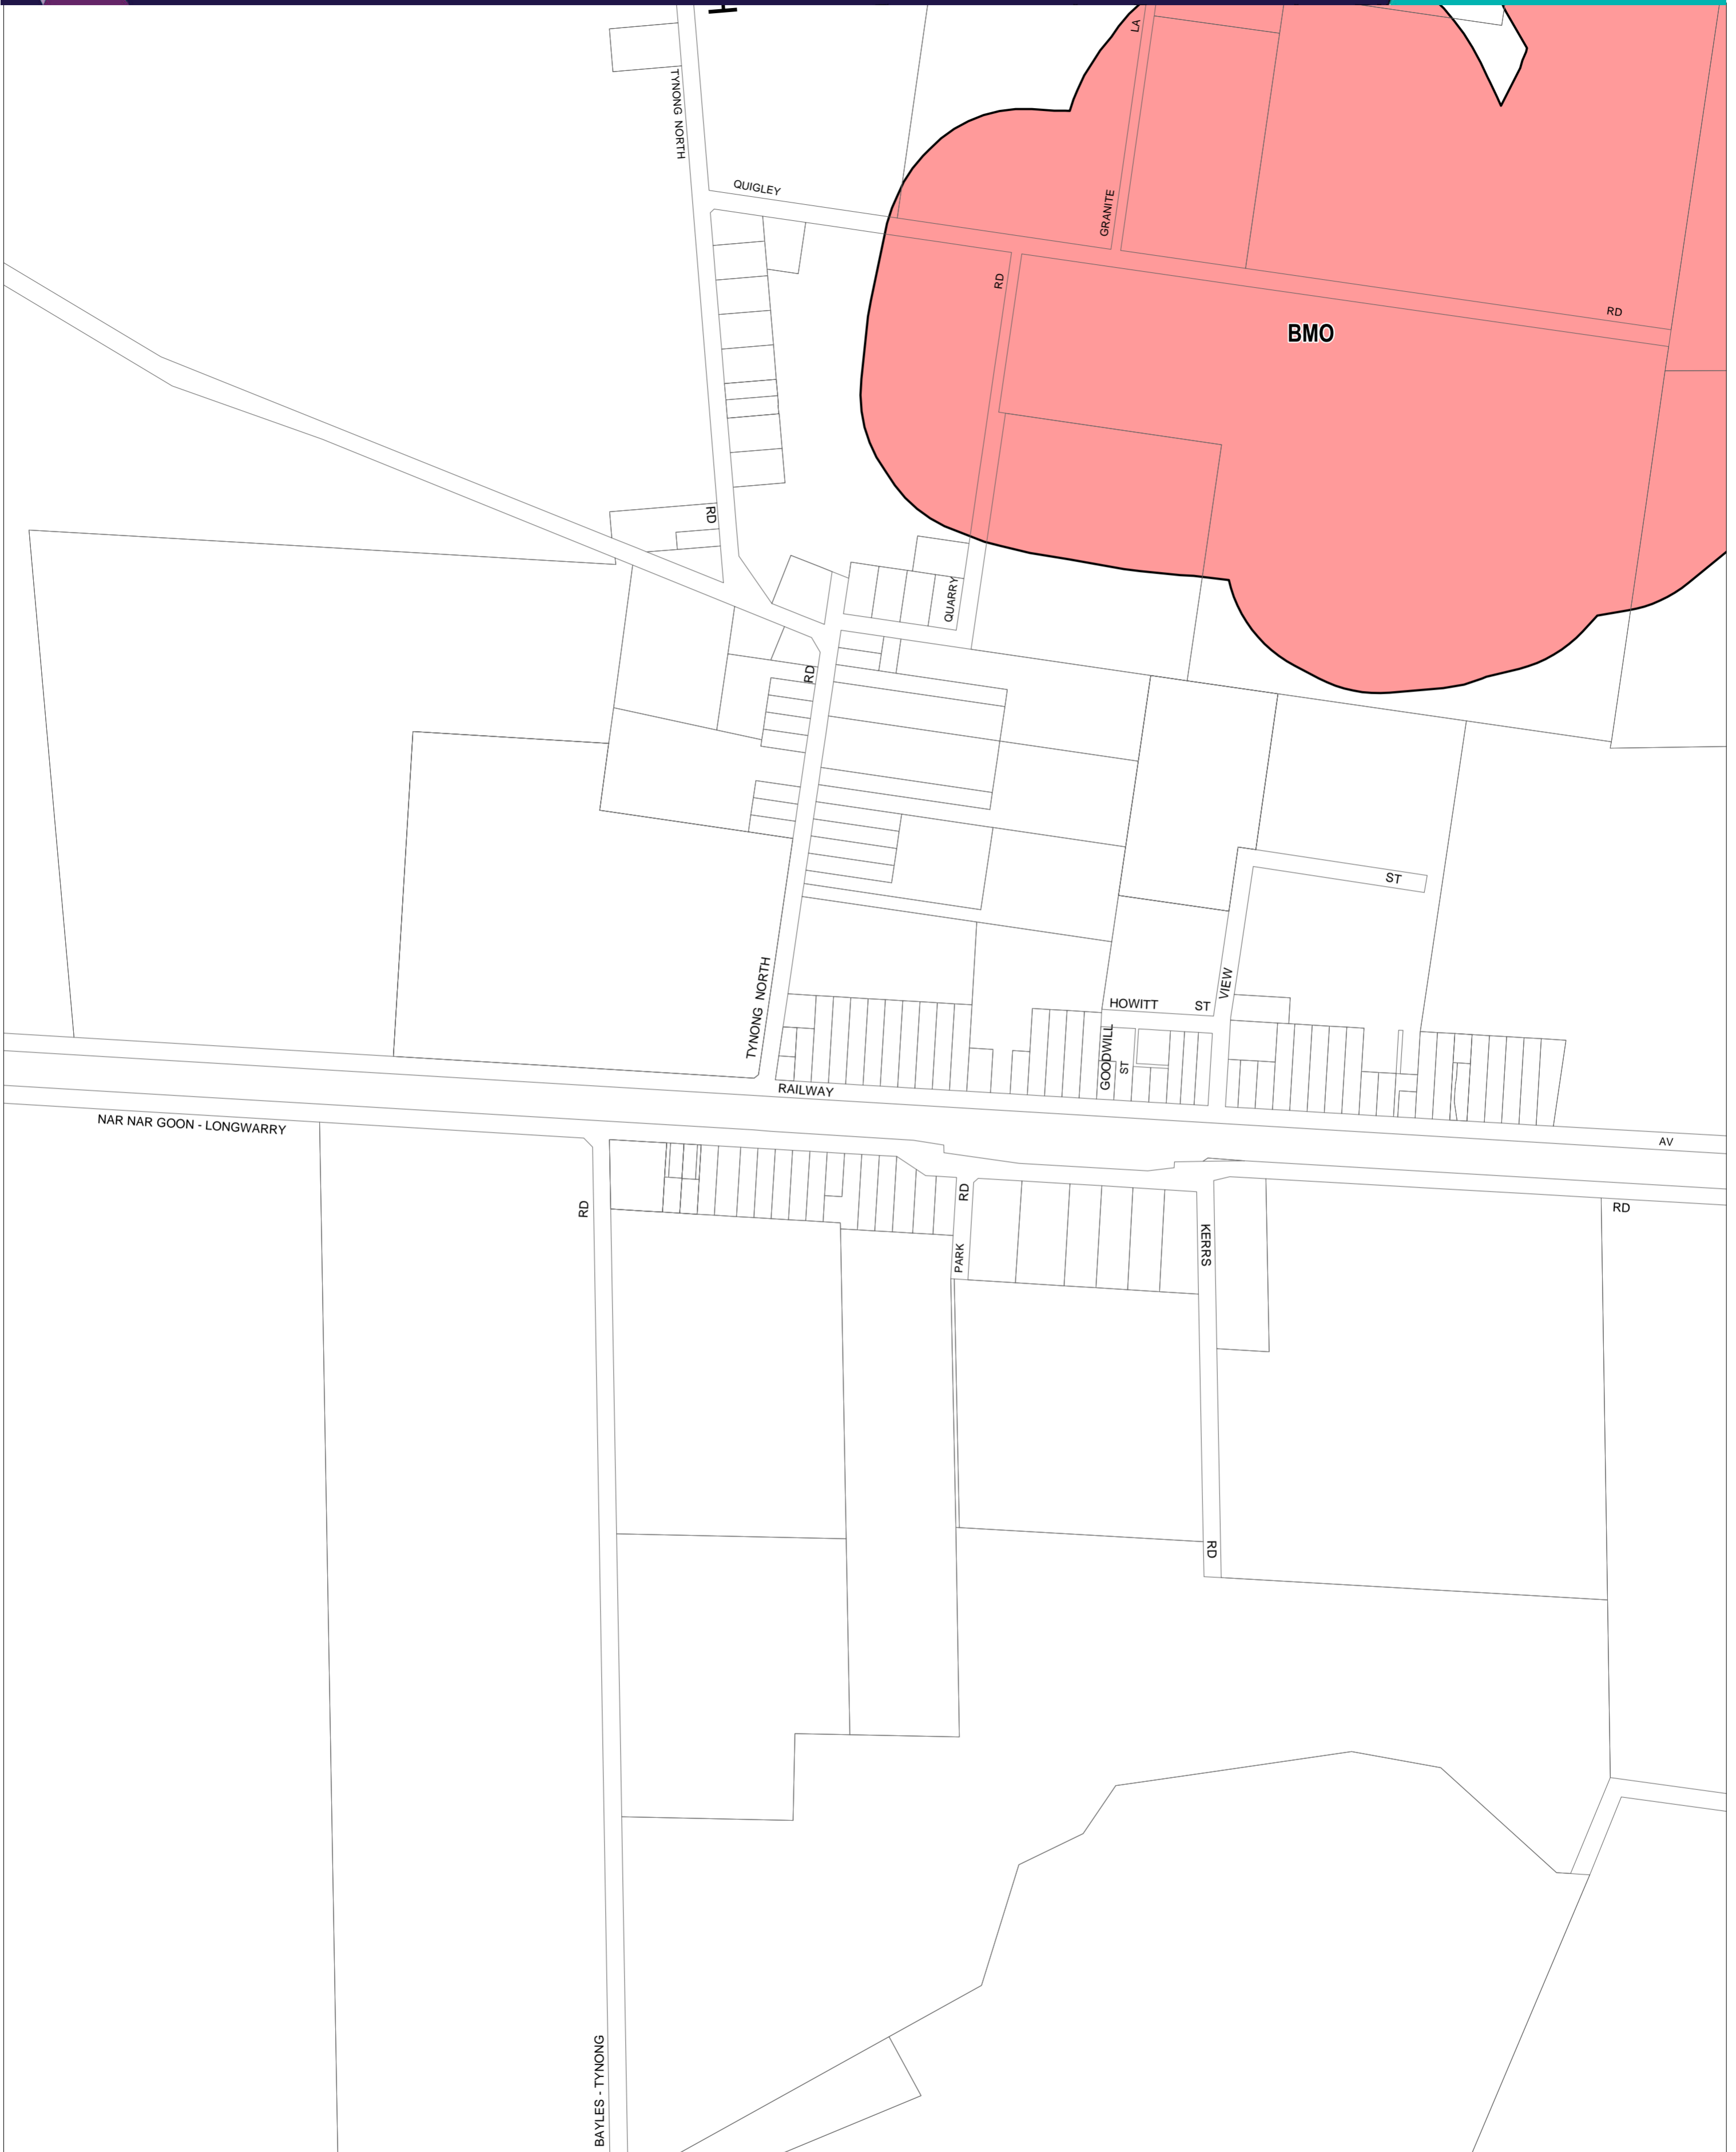 LA
TYNONG NORTH
QUIGLEY
GRANITE
RD
RD
BMO
RD
QUARRY
RD
ST
TYNONG NORTH
VIEW
HOWITT ST
GOODWILL
ST
RAILWAY
NAR NAR GOON - LONGWARRY
AV
RD
RD
RD
KERRS
PARK
RD
BAYLES - TYNONG